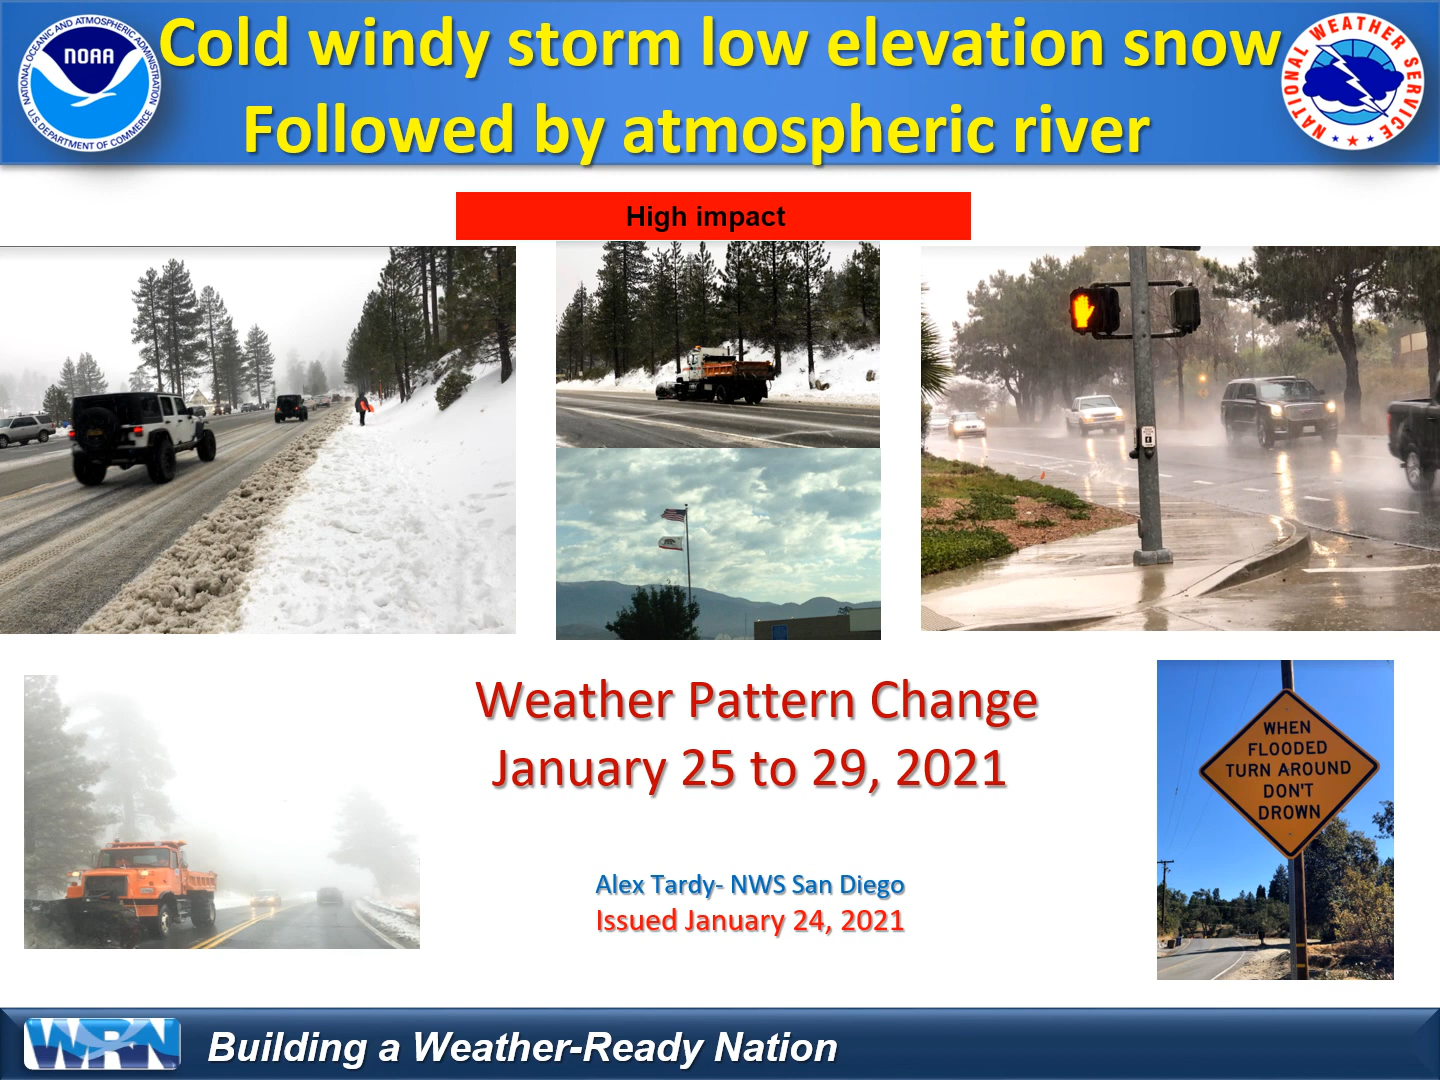 Cold windy storm low elevation snow
Followed by atmospheric river
NOAA
NATIONAL OCEANIC AND ATMOSPHERIC ADMINISTRATION
U.S. DEPARTMENT OF COMMERCE
NATIONAL WEATHER SERVICE
High impact
Weather Pattern Change
January 25 to 29, 2021
WHEN
FLOODED
TURN AROUND
DON'T
DROWN
Alex Tardy- NWS San Diego
Issued January 24, 2021
WRN
Building a Weather-Ready Nation